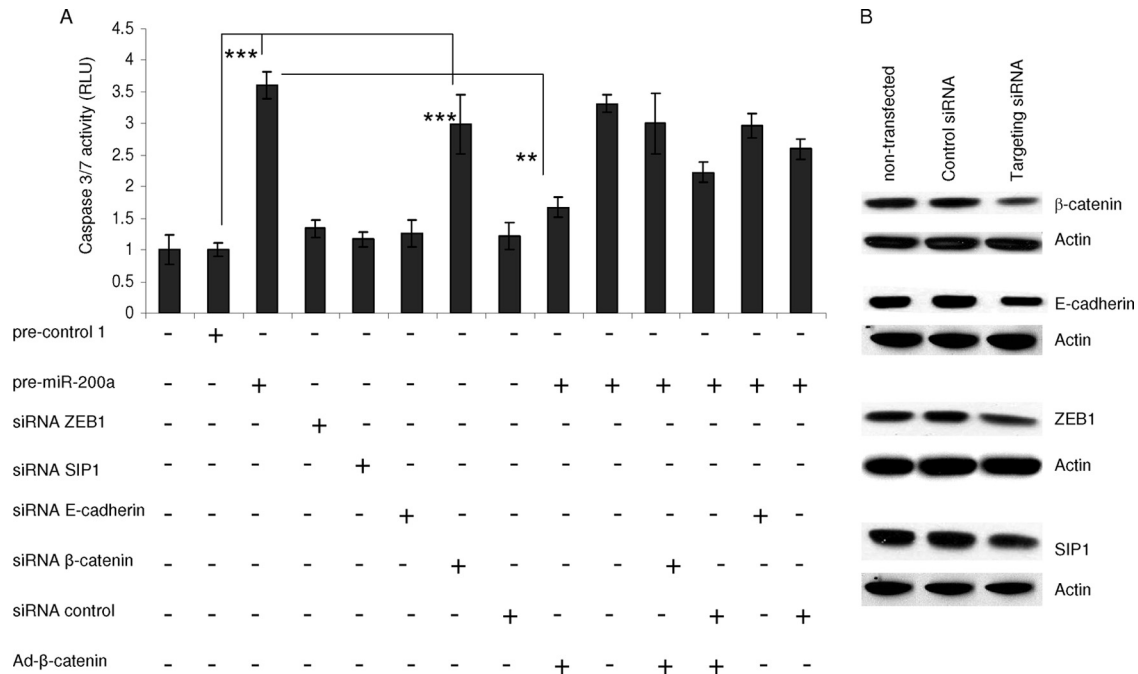 A
Caspase 3/7 activity (RLU)
4.5
4
3.5
3
2.5
2
1.5
1
0.5
0
***
***
**
pre-control 1 - + - - - - - - - - - - - -
pre-miR-200a - - + - - - - - + + + + + +
siRNA ZEB1 - - - + - - - - - - - - - -
siRNA SIP1 - - - - + - - - - - - - - -
siRNA E-cadherin - - - - - + - - - - - - + -
siRNA β-catenin - - - - - - + - - - + - - -
siRNA control - - - - - - - + - - - + - +
Ad-β-catenin - - - - - - - - + - + + - -
B
non-transfected
Control siRNA
Targeting siRNA
β-catenin
Actin
E-cadherin
Actin
ZEB1
Actin
SIP1
Actin